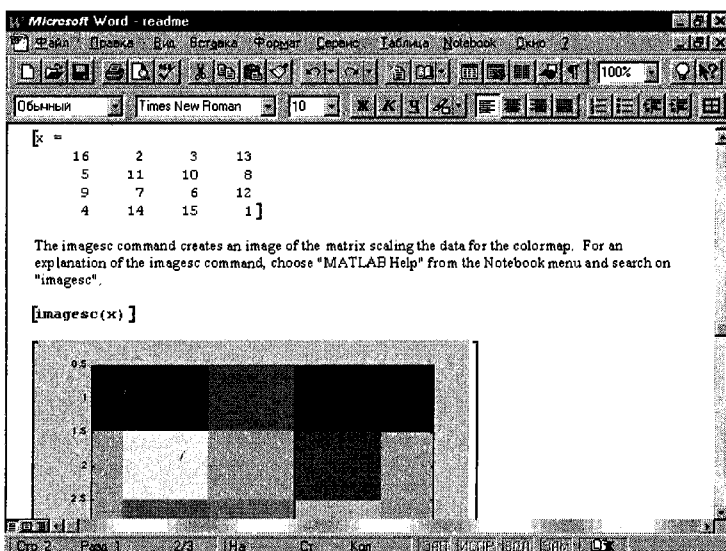 Microsoft Word - readme
Файл Правка Вид Вставка Формат Сервис Таблица Notebook Окно ?
100%
Обычный Times New Roman 10 Ж К Ч
[x =
16 2 3 13
5 11 10 8
9 7 6 12
4 14 15 1]
The imagesc command creates an image of the matrix scaling the data for the colormap. For an
explanation of the imagesc command, choose "MATLAB Help" from the Notebook menu and search on
"imagesc".
[imagesc(x) ]
0.5
1
1.5
2
2.5
Стр 2 Разд 1 2/3 На Ст Кол ЗАП ИСПР ВДЛ ЗАМ